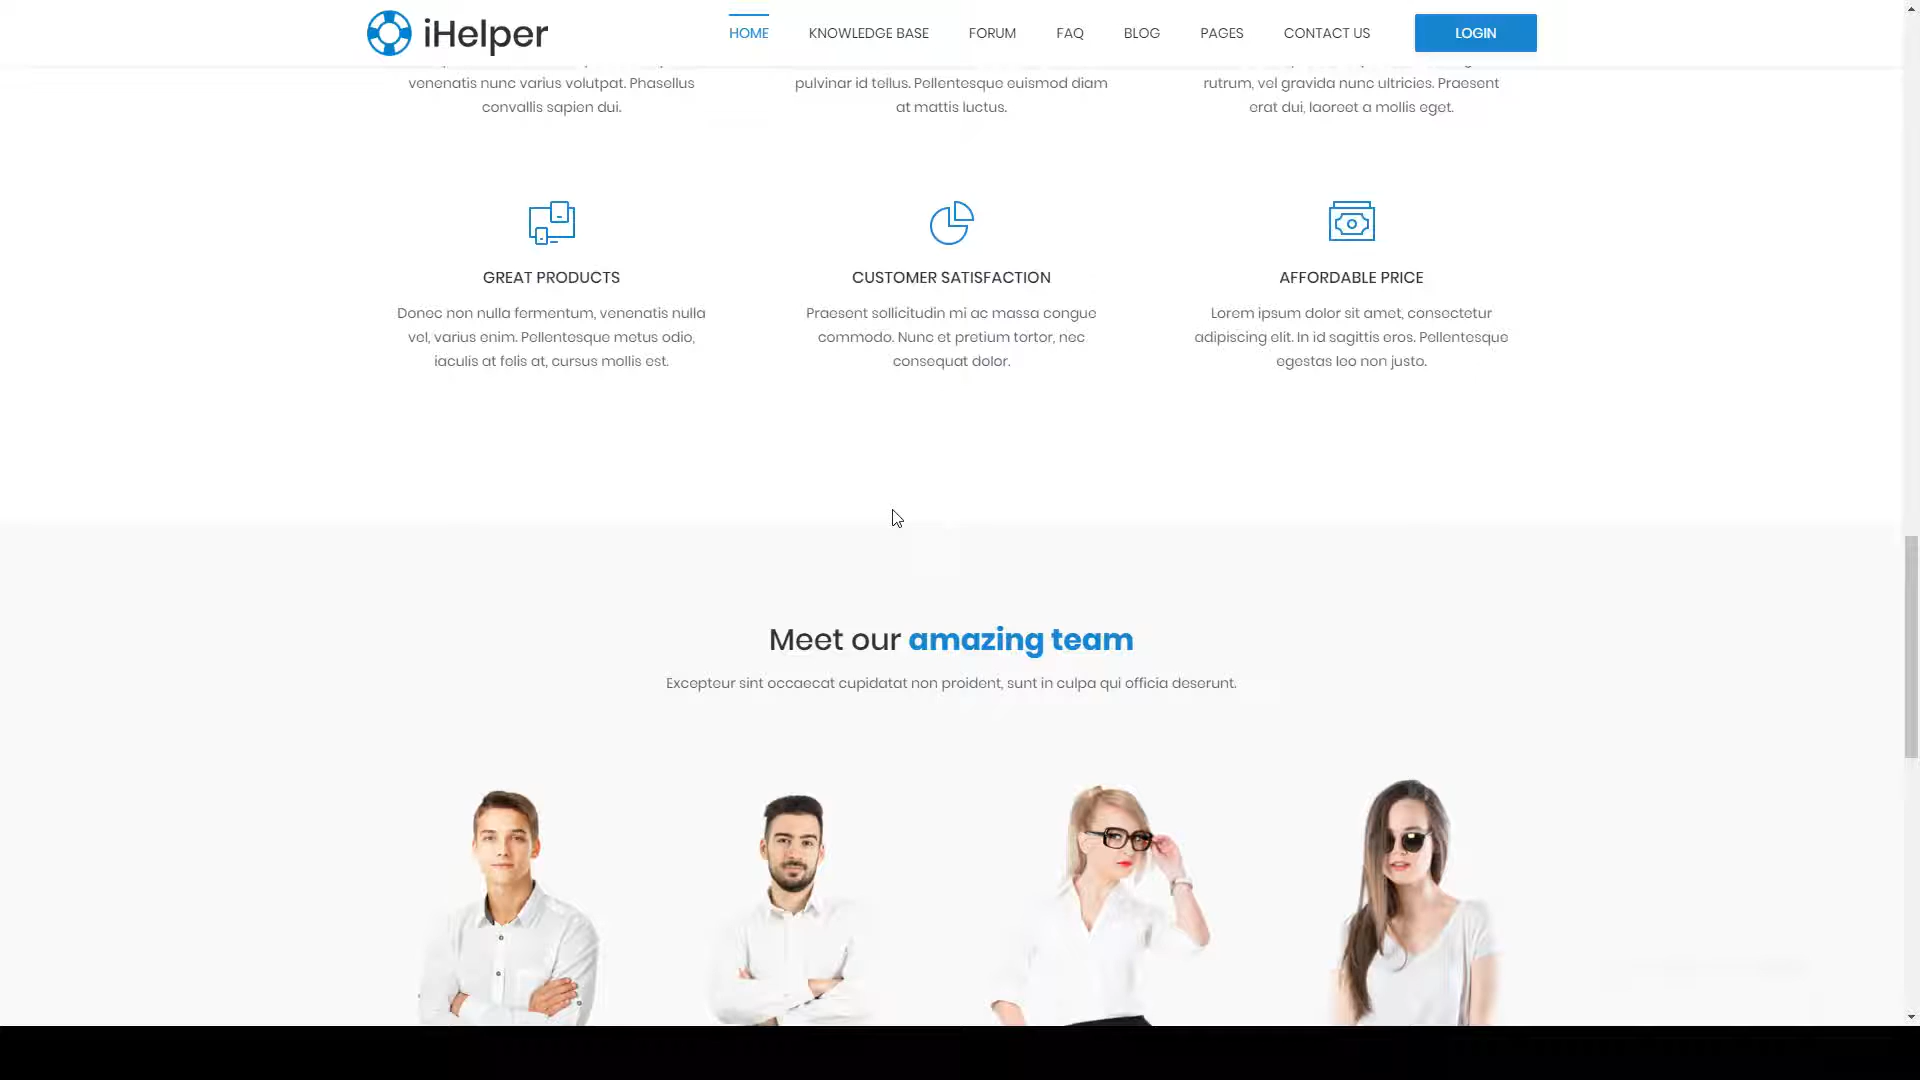 iHelper
HOME KNOWLEDGE BASE FORUM FAQ BLOG PAGES CONTACT US LOGIN
venenatis nunc varius volutpat. Phasellus
convallis sapien dui.
pulvinar id tellus. Pellentesque euismod diam
at mattis luctus.
rutrum, vel gravida nunc ultricies. Praesent
erat dui, laoreet a mollis eget.
GREAT PRODUCTS
Donec non nulla fermentum, venenatis nulla
vel, varius enim. Pellentesque metus odio,
iaculis at felis at, cursus mollis est.
CUSTOMER SATISFACTION
Praesent sollicitudin mi ac massa congue
commodo. Nunc et pretium tortor, nec
consequat dolor.
AFFORDABLE PRICE
Lorem ipsum dolor sit amet, consectetur
adipiscing elit. In id sagittis eros. Pellentesque
egestas leo non justo.
Meet our amazing team
Excepteur sint occaecat cupidatat non proident, sunt in culpa qui officia deserunt.